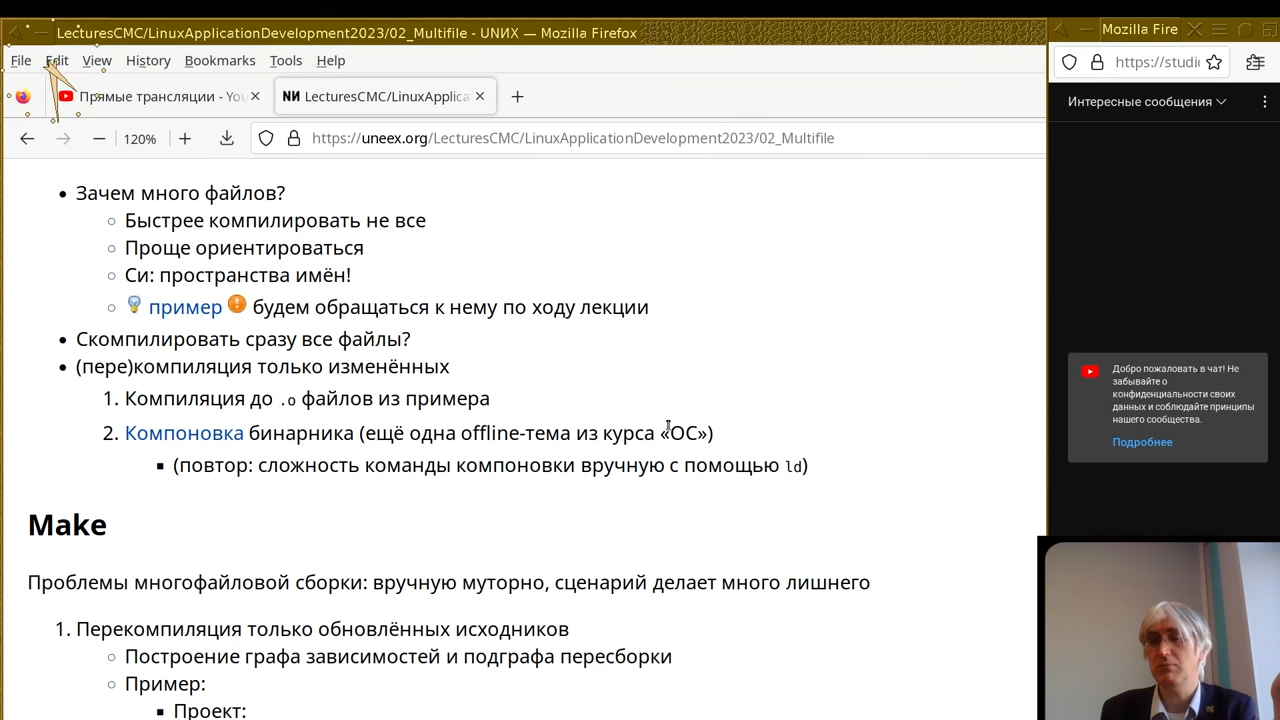 LecturesCMC/LinuxApplicationDevelopment2023/02_Multifile - UNИX — Mozilla Firefox
Mozilla Fire
File Edit View History Bookmarks Tools Help
https://studi
Прямые трансляции - You
LecturesCMC/LinuxApplica
Интересные сообщения
120%
https://uneex.org/LecturesCMC/LinuxApplicationDevelopment2023/02_Multifile
Зачем много файлов?
Быстрее компилировать не все
Проще ориентироваться
Си: пространства имён!
пример будем обращаться к нему по ходу лекции
Скомпилировать сразу все файлы?
(пере)компиляция только изменённых
1. Компиляция до .o файлов из примера
2. Компоновка бинарника (ещё одна offline-тема из курса «ОС»)
(повтор: сложность команды компоновки вручную с помощью ld)
Добро пожаловать в чат! Не
забывайте о
конфиденциальности своих
данных и соблюдайте принципы
нашего сообщества.
Подробнее
Make
Проблемы многофайловой сборки: вручную муторно, сценарий делает много лишнего
1. Перекомпиляция только обновлённых исходников
Построение графа зависимостей и подграфа пересборки
Пример:
Проект: